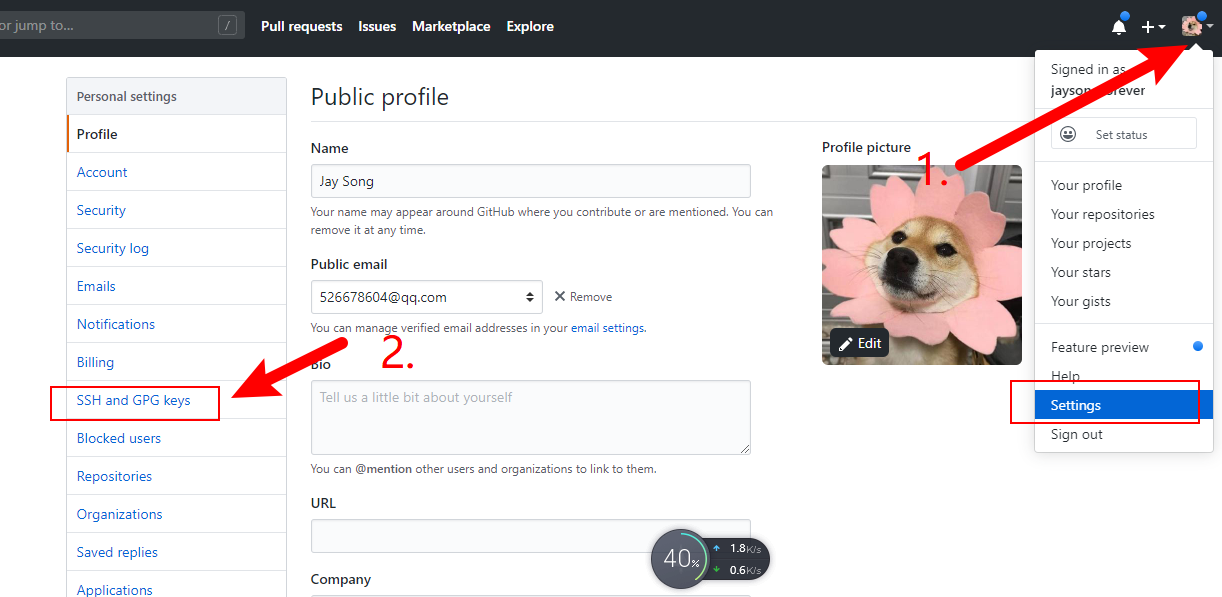 or jump to...
/
Pull requests
Issues
Marketplace
Explore
Personal settings
Profile
Account
Security
Security log
Emails
Notifications
Billing
SSH and GPG keys
Blocked users
Repositories
Organizations
Saved replies
Applications
Public profile
Name
Jay Song
Your name may appear around GitHub where you contribute or are mentioned. You can
remove it at any time.
Public email
526678604@qq.com
Remove
You can manage verified email addresses in your email settings.
2.
Bio
Tell us a little bit about yourself
You can @mention other users and organizations to link to them.
URL
Company
40%
1.8K/s
0.6K/s
Profile picture
1.
Edit
Signed in as
Set status
Your profile
Your repositories
Your projects
Your stars
Your gists
Feature preview
Help
Settings
Sign out